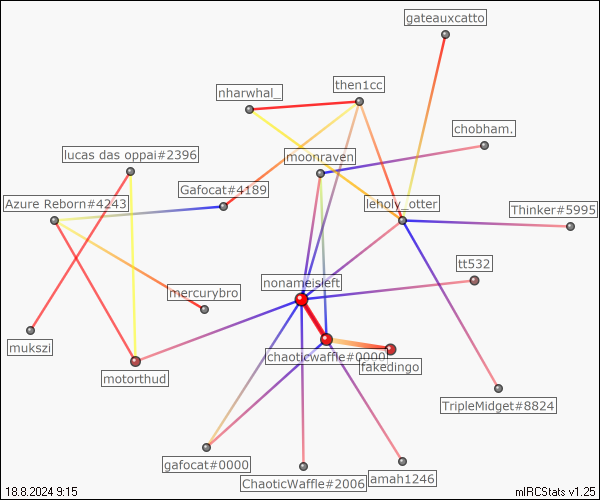 gateauxcatto
then1cc
nharwhal_
chobham.
lucas das oppai#2396
moonraven
Gafocat#4189
Azure Reborn#4243
leholy_otter
Thinker#5995
tt532
nonameisleft
mercurybro
mukszi
chaoticwaffle#0000
fakedingo
motorthud
TripleMidget#8824
gafocat#0000
amah1246
ChaoticWaffle#2006
18.8.2024 9:15
mIRCStats v1.25